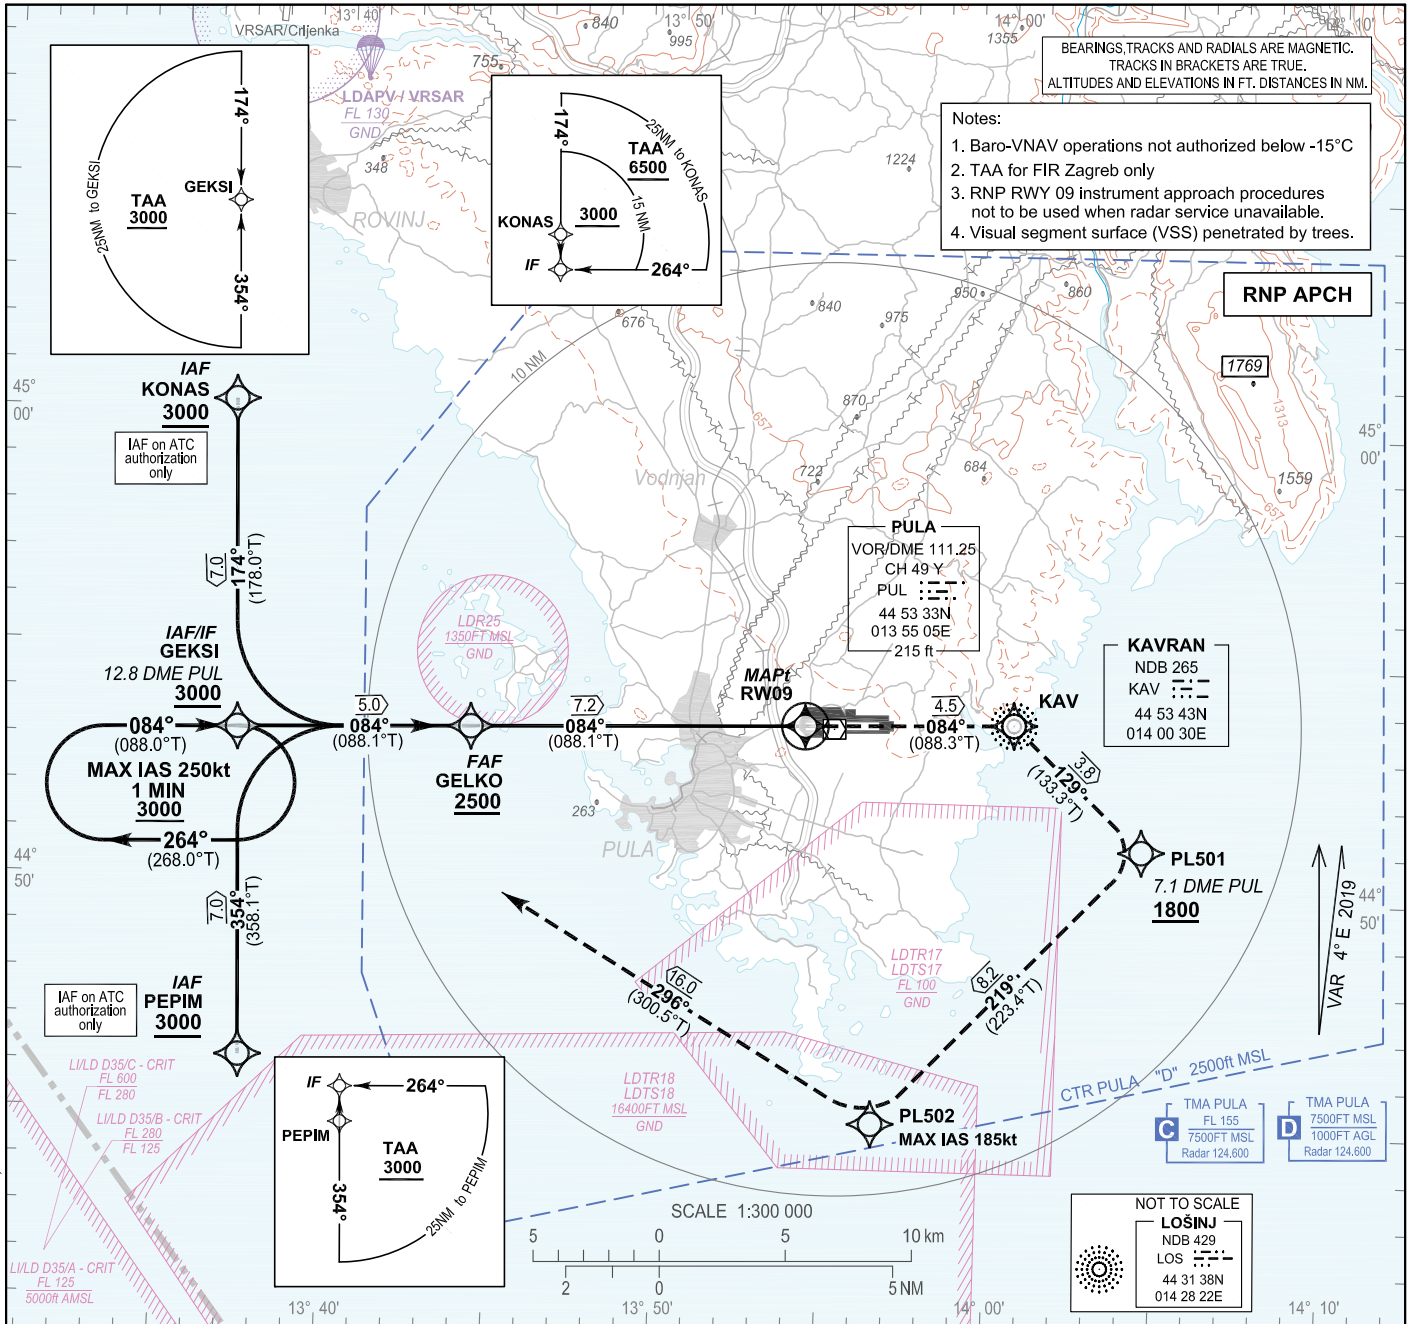 13° 40'
13° 50'
14° 00'
14° 10'
VRSAR/Crljenka
840
995
1355
755
BEARINGS,TRACKS AND RADIALS ARE MAGNETIC.
TRACKS IN BRACKETS ARE TRUE.
ALTITUDES AND ELEVATIONS IN FT. DISTANCES IN NM.
Notes:
1. Baro-VNAV operations not authorized below -15°C
2. TAA for FIR Zagreb only
3. RNP RWY 09 instrument approach procedures
not to be used when radar service unavailable.
4. Visual segment surface (VSS) penetrated by trees.
RNP APCH
LDAPV / VRSAR
FL 130
GND
348
ROVINJ
174°
GEKSI
TAA
3000
25NM to GEKSI
354°
174°
25NM to KONAS
TAA
6500
15 NM
KONAS
3000
IF
264°
1224
840
950
860
975
676
10 NM
1769
1313
870
657
722
684
1559
657
Vodnjan
45°
00'
45°
00'
IAF
KONAS
3000
IAF on ATC
authorization
only
7.0
174°
(178.0°T)
IAF/IF
GEKSI
12.8 DME PUL
3000
084°
(088.0°T)
MAX IAS 250kt
1 MIN
3000
264°
(268.0°T)
5.0
084°
(088.1°T)
LDR25
1350FT MSL
GND
FAF
GELKO
2500
7.2
084°
(088.1°T)
PULA
VOR/DME 111.25
CH 49 Y
PUL
44 53 33N
013 55 05E
215 ft
MAPt
RW09
4.5
084°
(088.3°T)
KAV
KAVRAN
NDB 265
KAV
44 53 43N
014 00 30E
3.8
129°
(133.3°T)
PL501
7.1 DME PUL
1800
263
PULA
44°
50'
44°
50'
VAR 4° E 2019
7.0
354°
(358.1°T)
IAF
PEPIM
3000
IAF on ATC
authorization
only
16.0
296°
(300.5°T)
LDTR17
LDTS17
FL 100
GND
8.2
219°
(223.4°T)
LI/LD D35/C - CRIT
FL 600
FL 280
LI/LD D35/B - CRIT
FL 280
FL 125
LI/LD D35/A - CRIT
FL 125
5000ft AMSL
IF
264°
PEPIM
TAA
3000
354°
25NM to PEPIM
LDTR18
LDTS18
16400FT MSL
GND
PL502
MAX IAS 185kt
CTR PULA "D" 2500ft MSL
C
TMA PULA
FL 155
7500FT MSL
Radar 124,600
D
TMA PULA
7500FT MSL
1000FT AGL
Radar 124,600
SCALE 1:300 000
5
0
5
10 km
2
0
5 NM
NOT TO SCALE
LOŠINJ
NDB 429
LOS
44 31 38N
014 28 22E
13° 40'
13° 50'
14° 00'
14° 10'